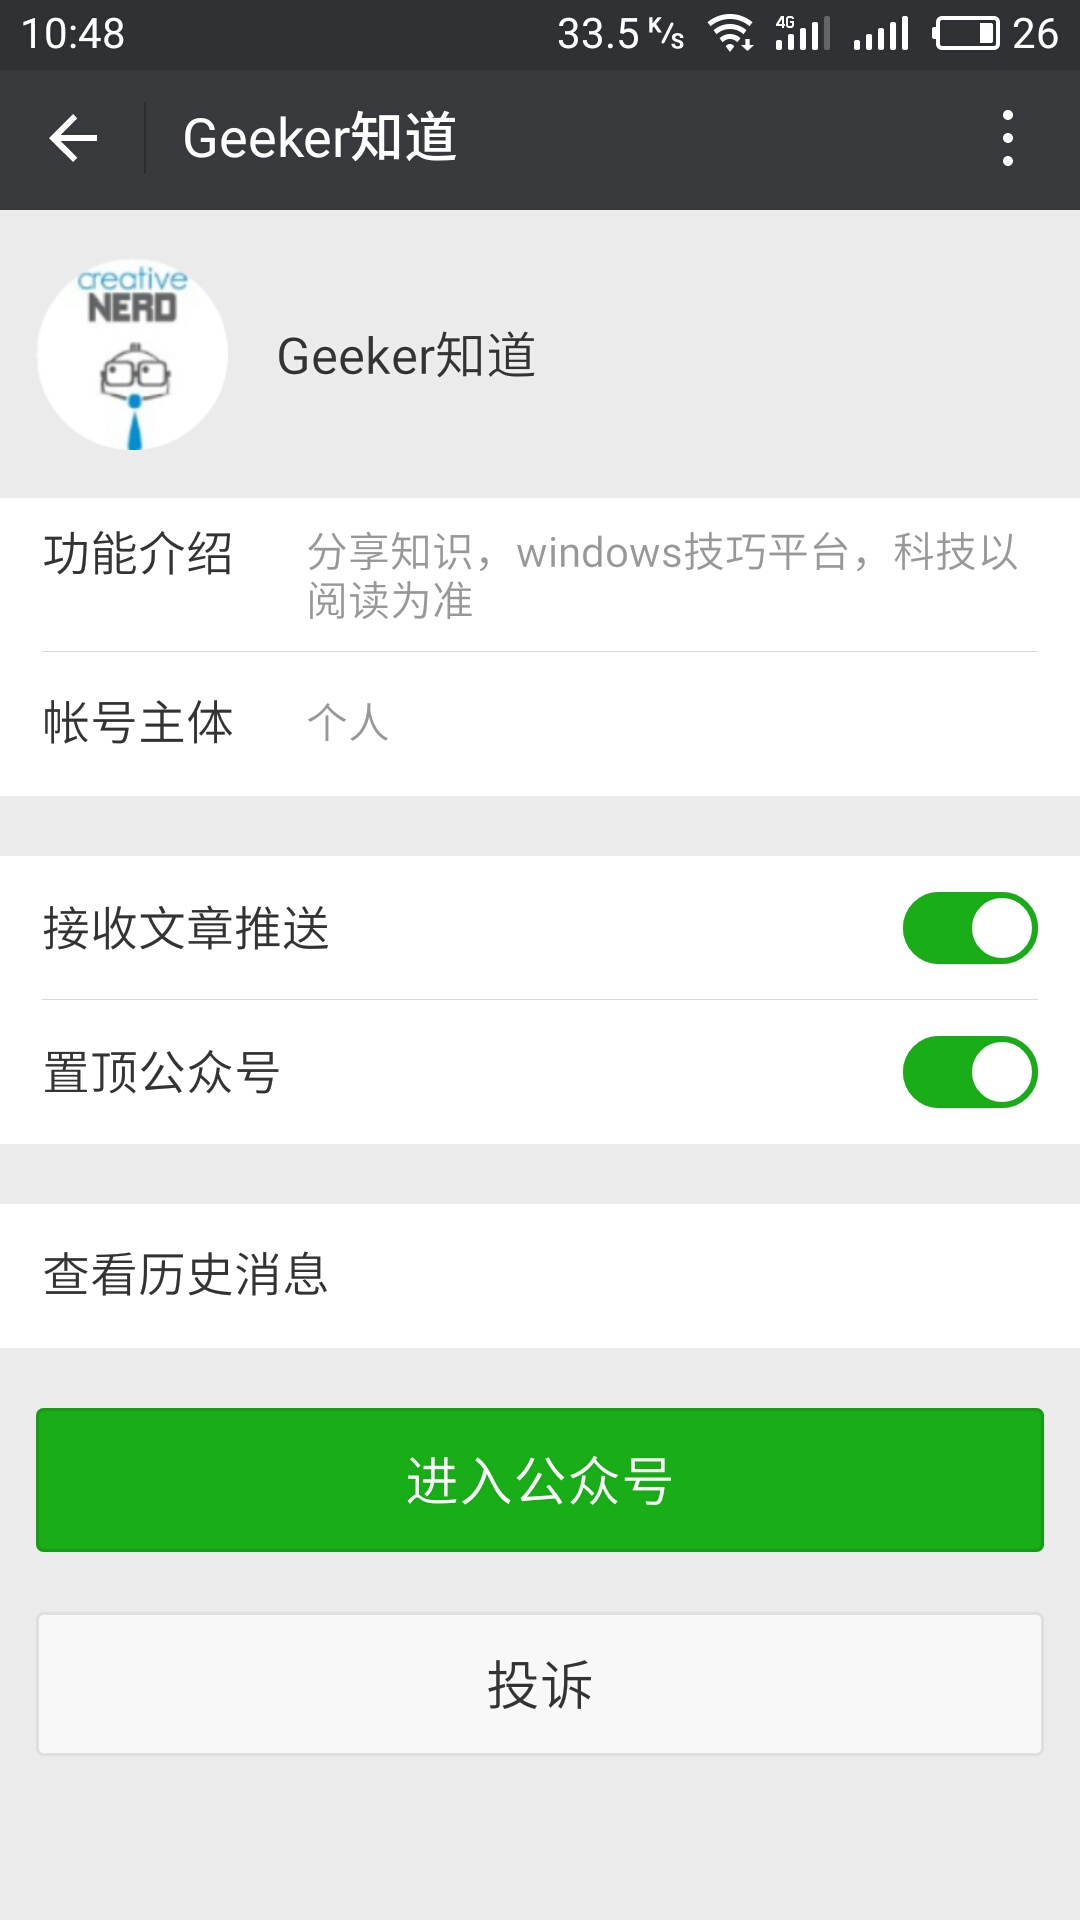 10:48 33.5 K/s 4G 26
Geeker知道
creative
NERD
Geeker知道
功能介绍 分享知识，windows技巧平台，科技以
阅读为准
帐号主体 个人
接收文章推送
置顶公众号
查看历史消息
进入公众号
投诉